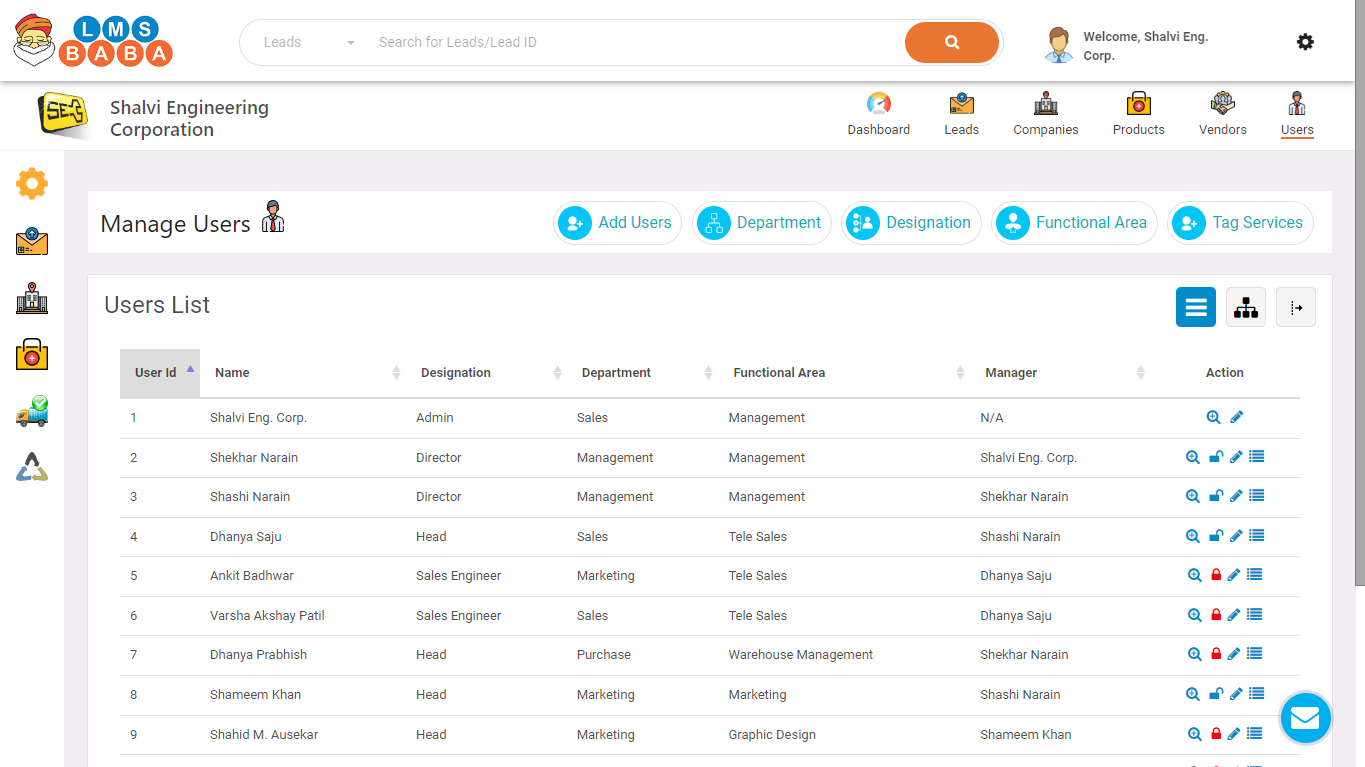 LMS
BABA
Leads
Search for Leads/Lead ID
Welcome, Shalvi Eng.
Corp.
SE
Shalvi Engineering
Corporation
Dashboard
Leads
Companies
Products
Vendors
Users
Manage Users
Add Users
Department
Designation
Functional Area
Tag Services
Users List
User Id Name Designation Department Functional Area Manager Action
1 Shalvi Eng. Corp. Admin Sales Management N/A
2 Shekhar Narain Director Management Management Shalvi Eng. Corp.
3 Shashi Narain Director Management Management Shekhar Narain
4 Dhanya Saju Head Sales Tele Sales Shashi Narain
5 Ankit Badhwar Sales Engineer Marketing Tele Sales Dhanya Saju
6 Varsha Akshay Patil Sales Engineer Sales Tele Sales Dhanya Saju
7 Dhanya Prabhish Head Purchase Warehouse Management Shekhar Narain
8 Shameem Khan Head Marketing Marketing Shashi Narain
9 Shahid M. Ausekar Head Marketing Graphic Design Shameem Khan